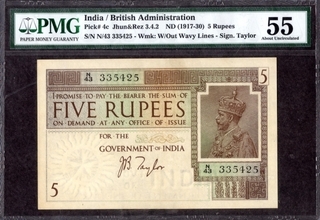 PMG
PAPER MONEY GUARANTY
India / British Administration
Pick# 4c Jhun&Rez 3.4.2 ND (1917-30) 5 Rupees
S/N N/43 335425 - Wmk: W/Out Wavy Lines - Sign. Taylor
55
About Uncirculated
N/43 335425
5
I PROMISE TO PAY THE BEARER THE SUM OF
FIVE RUPEES
ON DEMAND AT ANY OFFICE OF ISSUE
FOR THE
GOVERNMENT OF INDIA
JB Taylor
N/43 335425
5